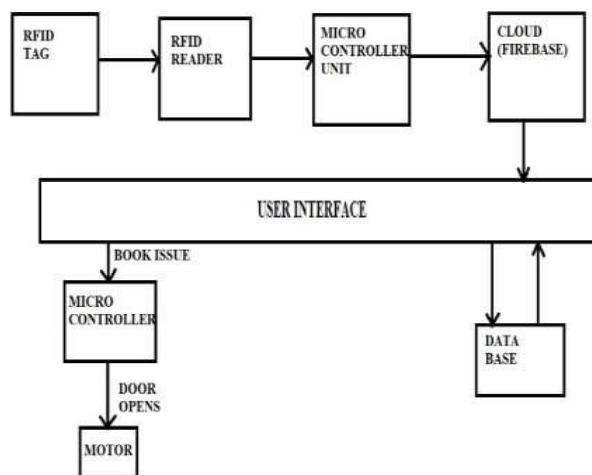 RFID
TAG
RFID
READER
MICRO
CONTROLLER
UNIT
CLOUD
(FIREBASE)
USER INTERFACE
BOOK ISSUE
MICRO
CONTROLLER
DATA
BASE
DOOR
OPENS
MOTOR